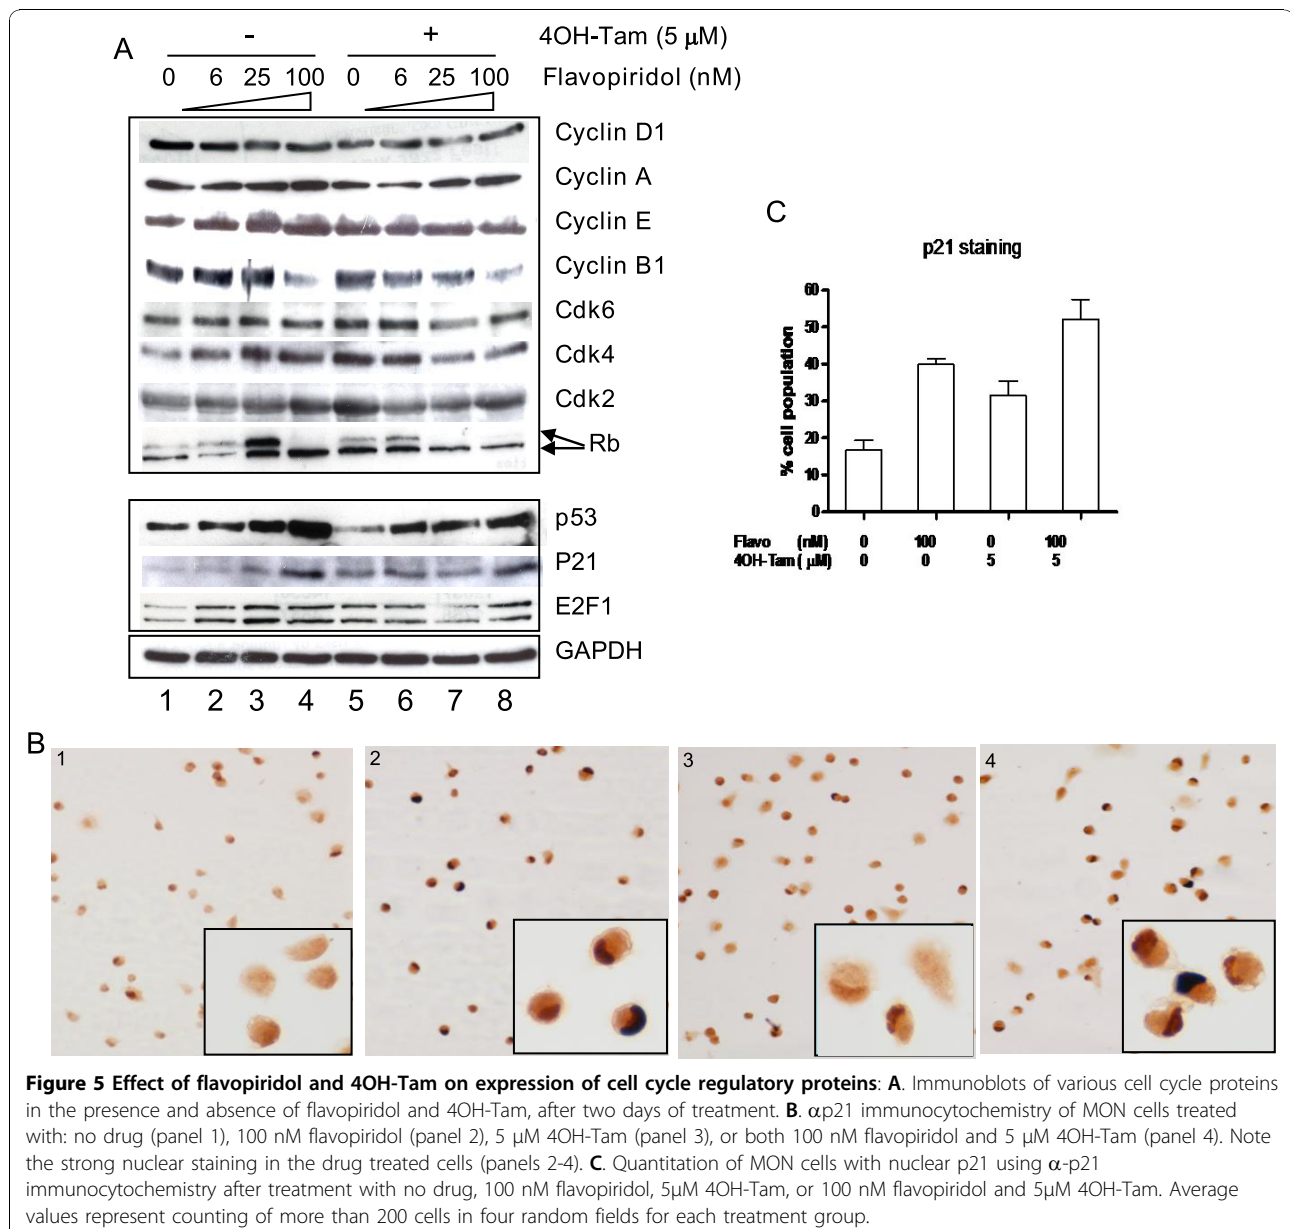 A
- + 4OH-Tam (5 μM)
0 6 25 100 0 6 25 100 Flavopiridol (nM)
Cyclin D1
Cyclin A
Cyclin E
Cyclin B1
Cdk6
Cdk4
Cdk2
Rb
p53
P21
E2F1
GAPDH
1 2 3 4 5 6 7 8
C
p21 staining
% cell population
60
50
40
30
20
10
0
Flavo (nM) 0 100 0 100
4OH-Tam ( μM) 0 0 5 5
B
1
2
3
4
Figure 5 Effect of flavopiridol and 4OH-Tam on expression of cell cycle regulatory proteins: A. Immunoblots of various cell cycle proteins
in the presence and absence of flavopiridol and 4OH-Tam, after two days of treatment. B. αp21 immunocytochemistry of MON cells treated
with: no drug (panel 1), 100 nM flavopiridol (panel 2), 5 μM 4OH-Tam (panel 3), or both 100 nM flavopiridol and 5 μM 4OH-Tam (panel 4). Note
the strong nuclear staining in the drug treated cells (panels 2-4). C. Quantitation of MON cells with nuclear p21 using α-p21
immunocytochemistry after treatment with no drug, 100 nM flavopiridol, 5μM 4OH-Tam, or 100 nM flavopiridol and 5μM 4OH-Tam. Average
values represent counting of more than 200 cells in four random fields for each treatment group.